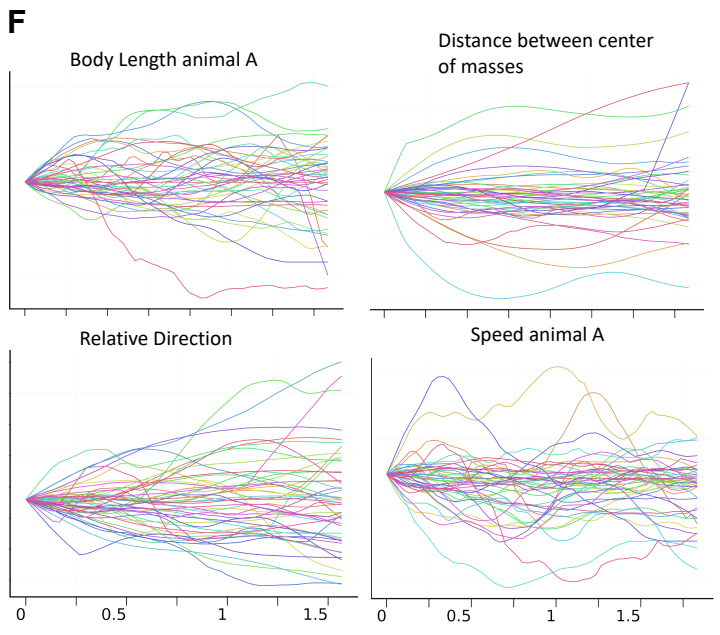 F
Body Length animal A
Distance between center
of masses
Relative Direction
Speed animal A
0 0.5 1 1.5
0 0.5 1 1.5